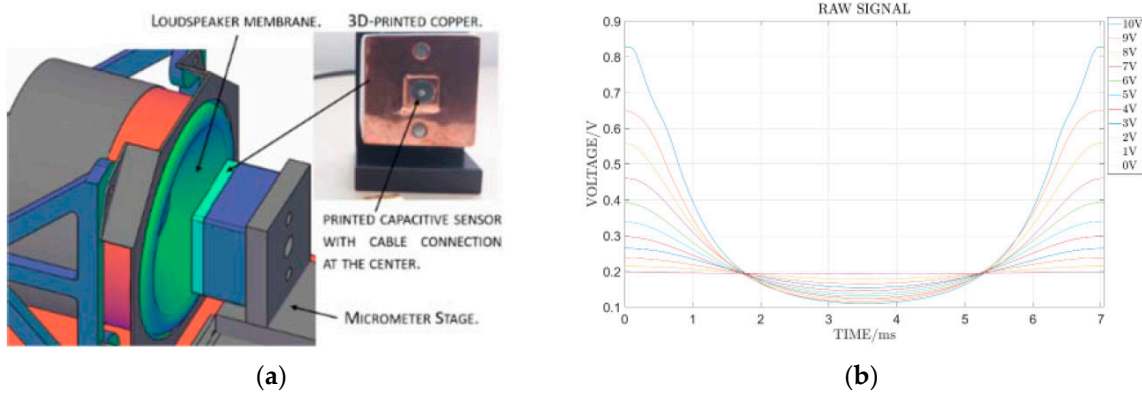 LOUDSPEAKER MEMBRANE.
3D-PRINTED COPPER.
PRINTED CAPACITIVE SENSOR
WITH CABLE CONNECTION
AT THE CENTER.
MICROMETER STAGE.
(a)
RAW SIGNAL
VOLTAGE/V
0.9
0.8
0.7
0.6
0.5
0.4
0.3
0.2
0.1
0
1
2
3
4
5
6
7
TIME/ms
10V
9V
8V
7V
6V
5V
4V
3V
2V
1V
0V
(b)